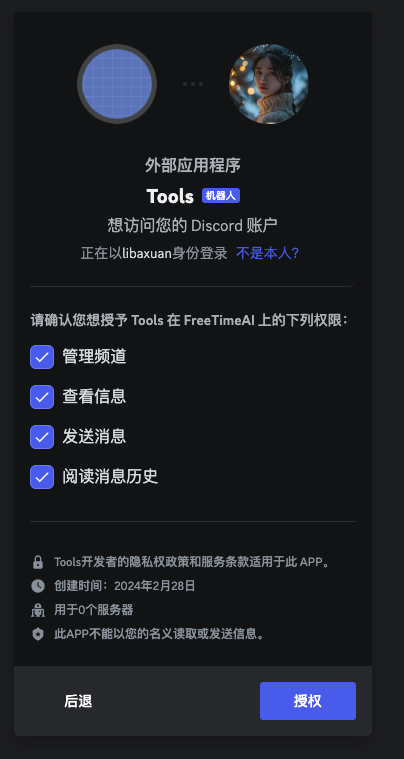 外部应用程序
Tools 机器人
想访问您的 Discord 账户
正在以libaxuan身份登录 不是本人?
请确认您想授予 Tools 在 FreeTimeAI 上的下列权限：
管理频道
查看信息
发送消息
阅读消息历史
Tools开发者的隐私权政策和服务条款适用于此 APP。
创建时间：2024年2月28日
用于0个服务器
此APP不能以您的名义读取或发送信息。
后退 授权